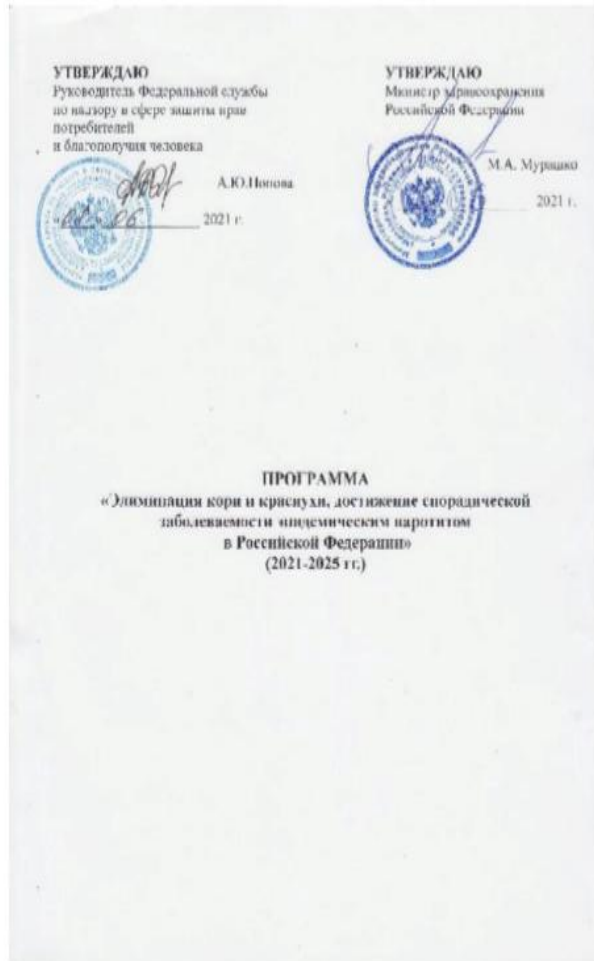 УТВЕРЖДАЮ
Руководитель Федеральной службы
по надзору в сфере защиты прав
потребителей
и благополучия человека
А.Ю.Попова
2021 г.
УТВЕРЖДАЮ
Министр здравоохранения
Российской Федерации
М.А. Мурашко
2021 г.
ПРОГРАММА
«Элиминация кори и краснухи, достижение спорадической
заболеваемости эпидемическим паротитом
в Российской Федерации»
(2021-2025 гг.)